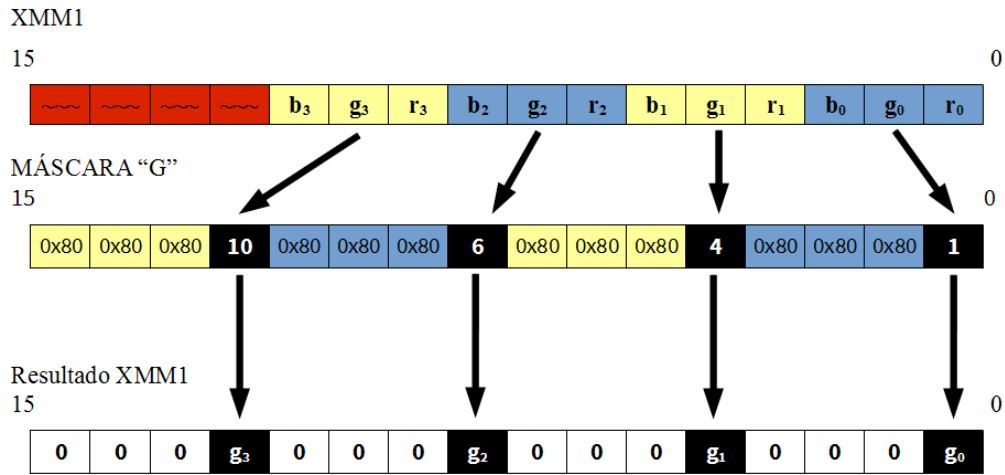 XMM1
15 0
~~~ ~~~ ~~~ ~~~ b₃ g₃ r₃ b₂ g₂ r₂ b₁ g₁ r₁ b₀ g₀ r₀
MÁSCARA “G”
15 0
0x80 0x80 0x80 10 0x80 0x80 0x80 6 0x80 0x80 0x80 4 0x80 0x80 0x80 1
Resultado XMM1
15 0
0 0 0 g₃ 0 0 0 g₂ 0 0 0 g₁ 0 0 0 g₀